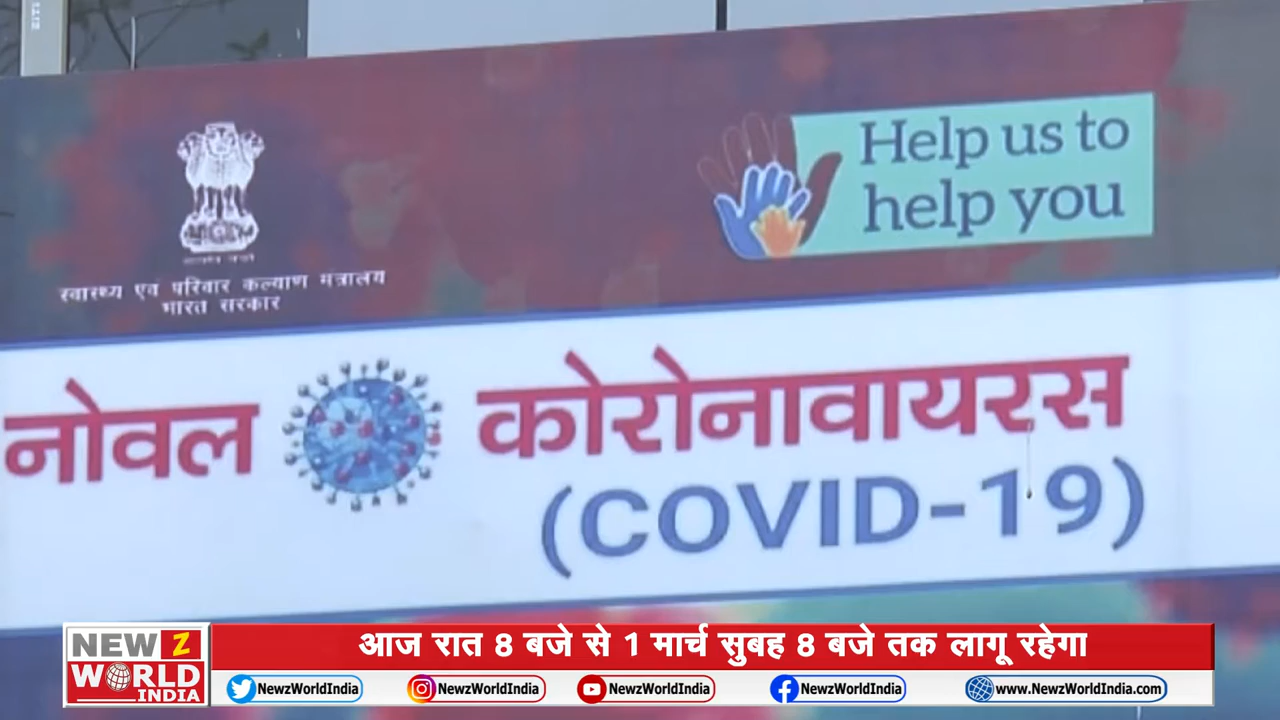 Help us to
help you
स्वास्थ्य एवं परिवार कल्याण मंत्रालय
भारत सरकार
नोवल कोरोनावायरस
(COVID-19)
NEWZ
WORLD
INDIA
आज रात 8 बजे से 1 मार्च सुबह 8 बजे तक लागू रहेगा
NewzWorldIndia NewzWorldIndia NewzWorldIndia NewzWorldIndia www.NewzWorldIndia.com